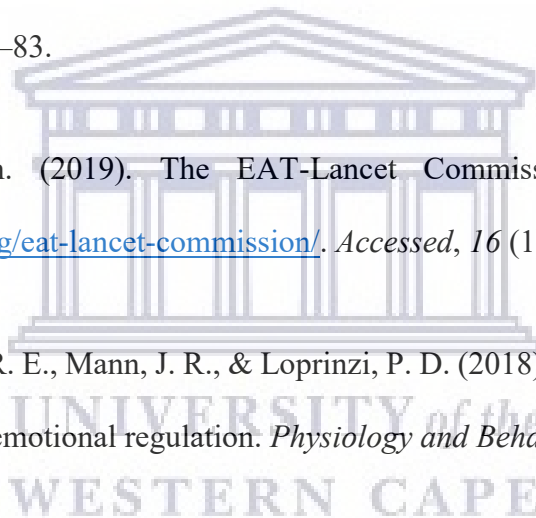 –83.
. (2019). The EAT-Lancet Commiss
g/eat-lancet-commission/. Accessed, 16 (1
R. E., Mann, J. R., & Loprinzi, P. D. (2018)
UNIVERSITY of the
emotional regulation. Physiology and Beha
WESTERN CAPE